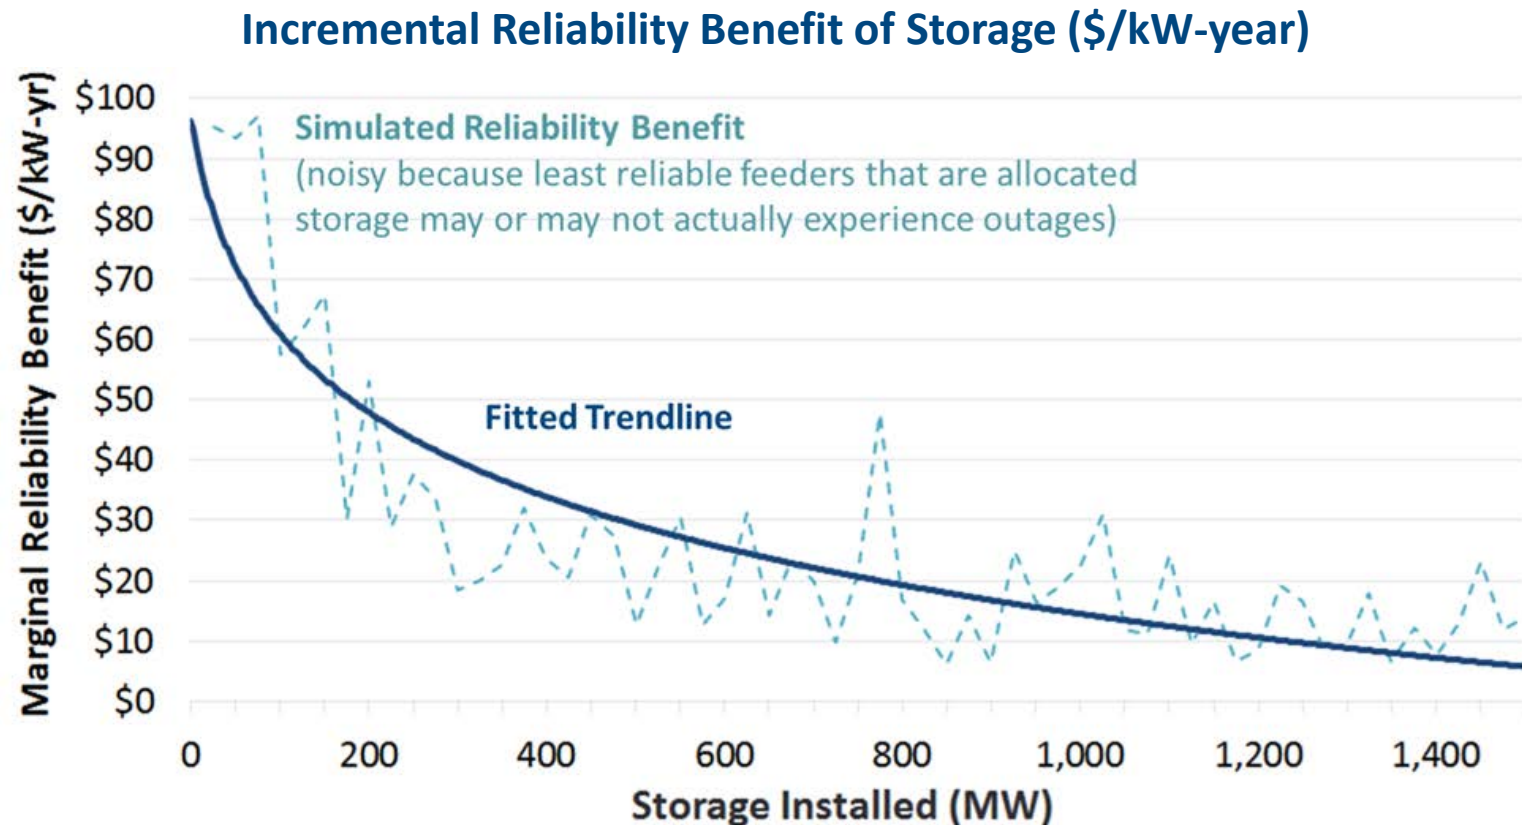 Incremental Reliability Benefit of Storage ($/kW-year)
Marginal Reliability Benefit ($/kW-yr)
$100
$90
$80
$70
$60
$50
$40
$30
$20
$10
$0
Simulated Reliability Benefit
(noisy because least reliable feeders that are allocated
storage may or may not actually experience outages)
Fitted Trendline
0 200 400 600 800 1,000 1,200 1,400
Storage Installed (MW)